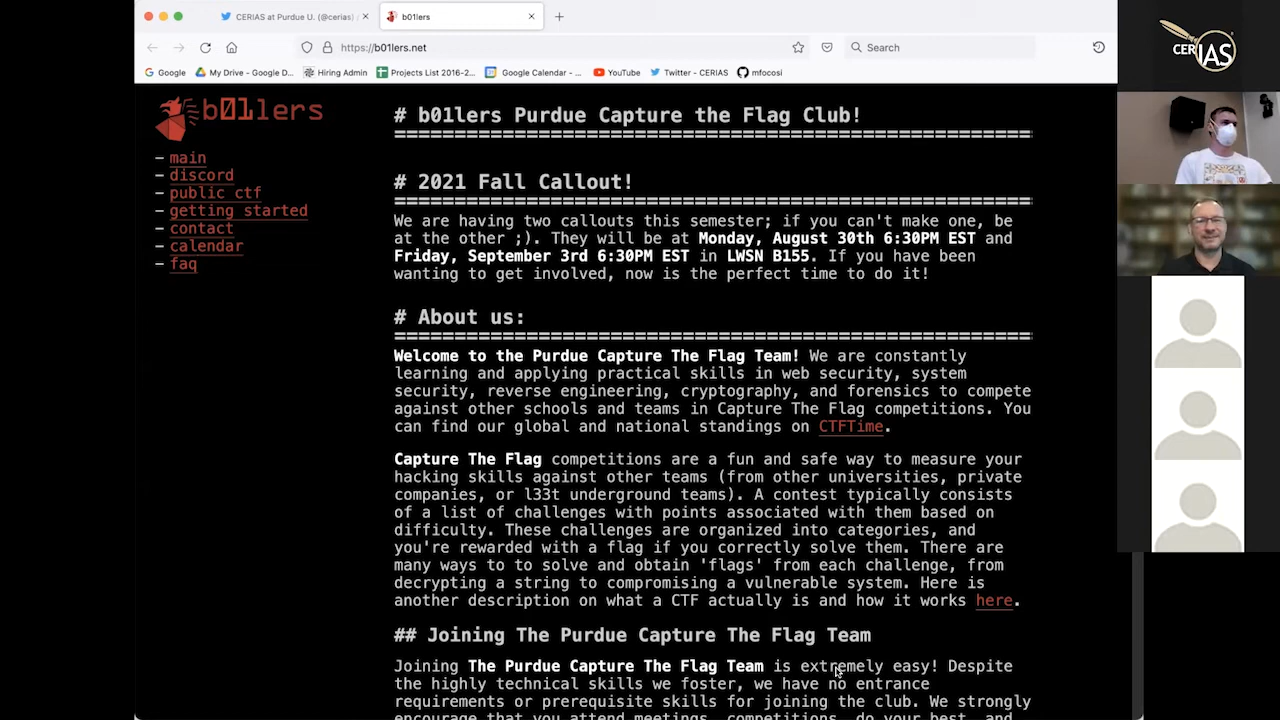 CERIAS at Purdue U. (@cerias)
b01lers
https://b01lers.net
Search
Google
My Drive - Google D...
Hiring Admin
Projects List 2016-2...
Google Calendar - ...
YouTube
Twitter - CERIAS
mfocosi
CERIAS
b01lers
– main
– discord
– public ctf
– getting started
– contact
– calendar
– faq
# b01lers Purdue Capture the Flag Club!
# 2021 Fall Callout!
We are having two callouts this semester; if you can't make one, be
at the other ;). They will be at Monday, August 30th 6:30PM EST and
Friday, September 3rd 6:30PM EST in LWSN B155. If you have been
wanting to get involved, now is the perfect time to do it!
# About us:
Welcome to the Purdue Capture The Flag Team! We are constantly
learning and applying practical skills in web security, system
security, reverse engineering, cryptography, and forensics to compete
against other schools and teams in Capture The Flag competitions. You
can find our global and national standings on CTFTime.
Capture The Flag competitions are a fun and safe way to measure your
hacking skills against other teams (from other universities, private
companies, or l33t underground teams). A contest typically consists
of a list of challenges with points associated with them based on
difficulty. These challenges are organized into categories, and
you're rewarded with a flag if you correctly solve them. There are
many ways to to solve and obtain 'flags' from each challenge, from
decrypting a string to compromising a vulnerable system. Here is
another description on what a CTF actually is and how it works here.
## Joining The Purdue Capture The Flag Team
Joining The Purdue Capture The Flag Team is extremely easy! Despite
the highly technical skills we foster, we have no entrance
requirements or prerequisite skills for joining the club. We strongly
encourage that you attend meetings, competitions, do your best, and